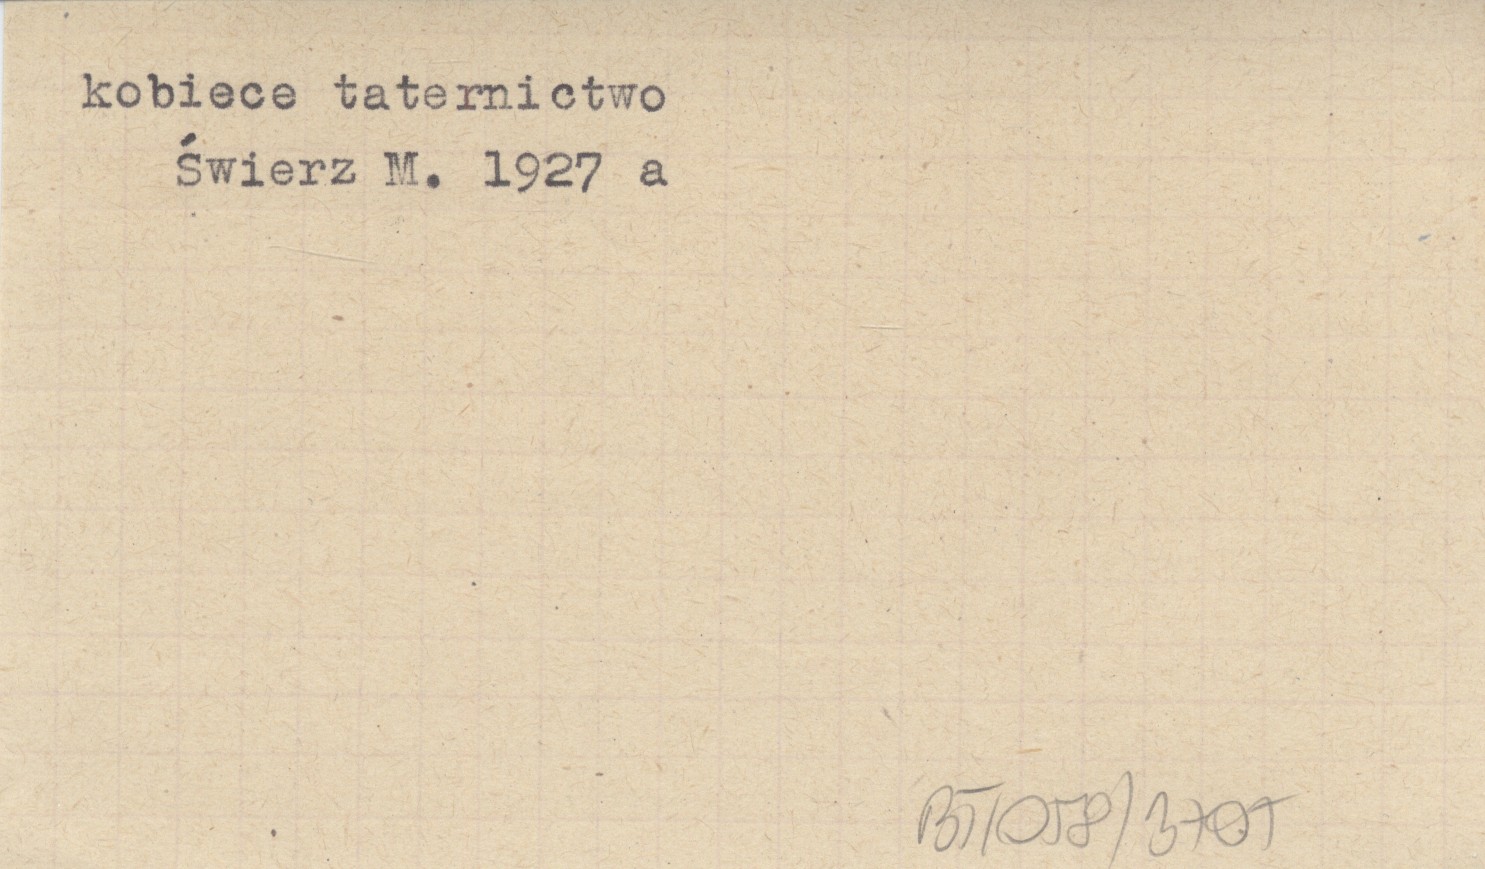 kobiece taternictwo
Świerz M. 1927 a